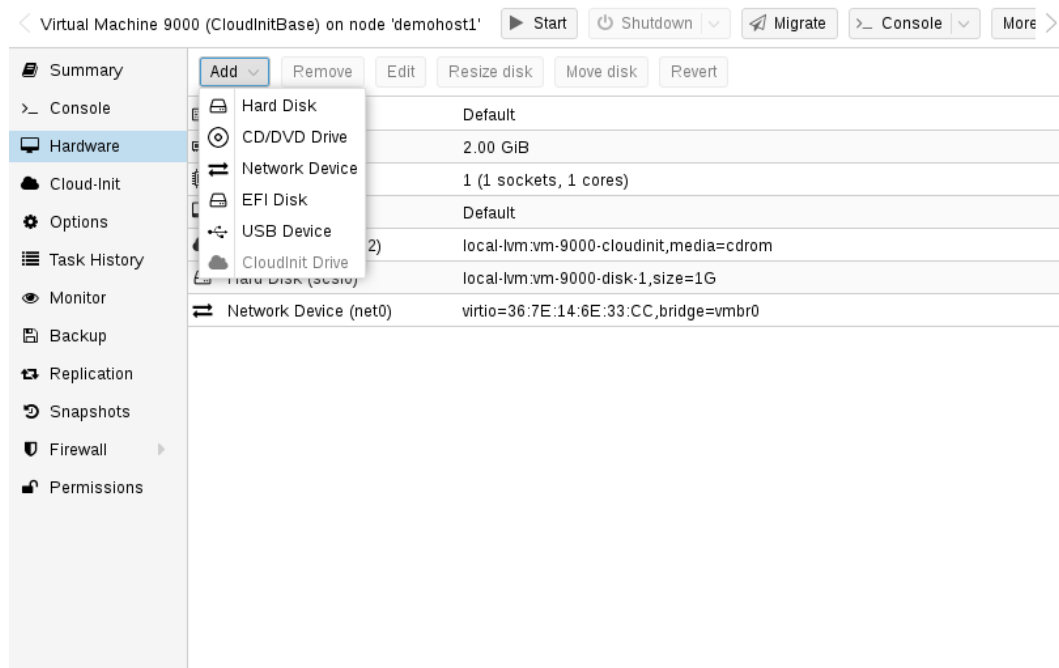 Virtual Machine 9000 (CloudInitBase) on node 'demohost1' Start Shutdown Migrate >_ Console More
Summary
Console
Hardware
Cloud-Init
Options
Task History
Monitor
Backup
Replication
Snapshots
Firewall
Permissions
Add Remove Edit Resize disk Move disk Revert
Hard Disk
CD/DVD Drive
Network Device
EFI Disk
USB Device
CloudInit Drive
Default
2.00 GiB
1 (1 sockets, 1 cores)
Default
2) local-lvm:vm-9000-cloudinit,media=cdrom
Hard Disk (scsi0) local-lvm:vm-9000-disk-1,size=1G
Network Device (net0) virtio=36:7E:14:6E:33:CC,bridge=vmbr0